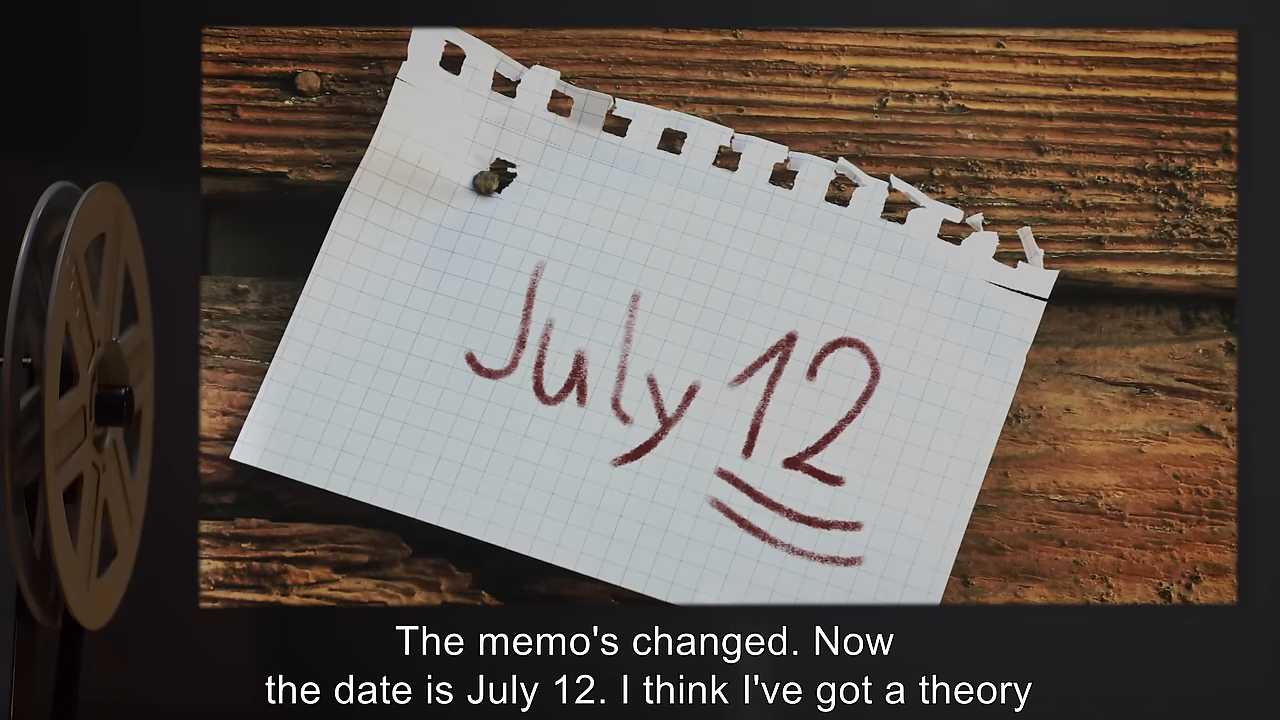 July 12
The memo's changed. Now
the date is July 12. I think I've got a theory